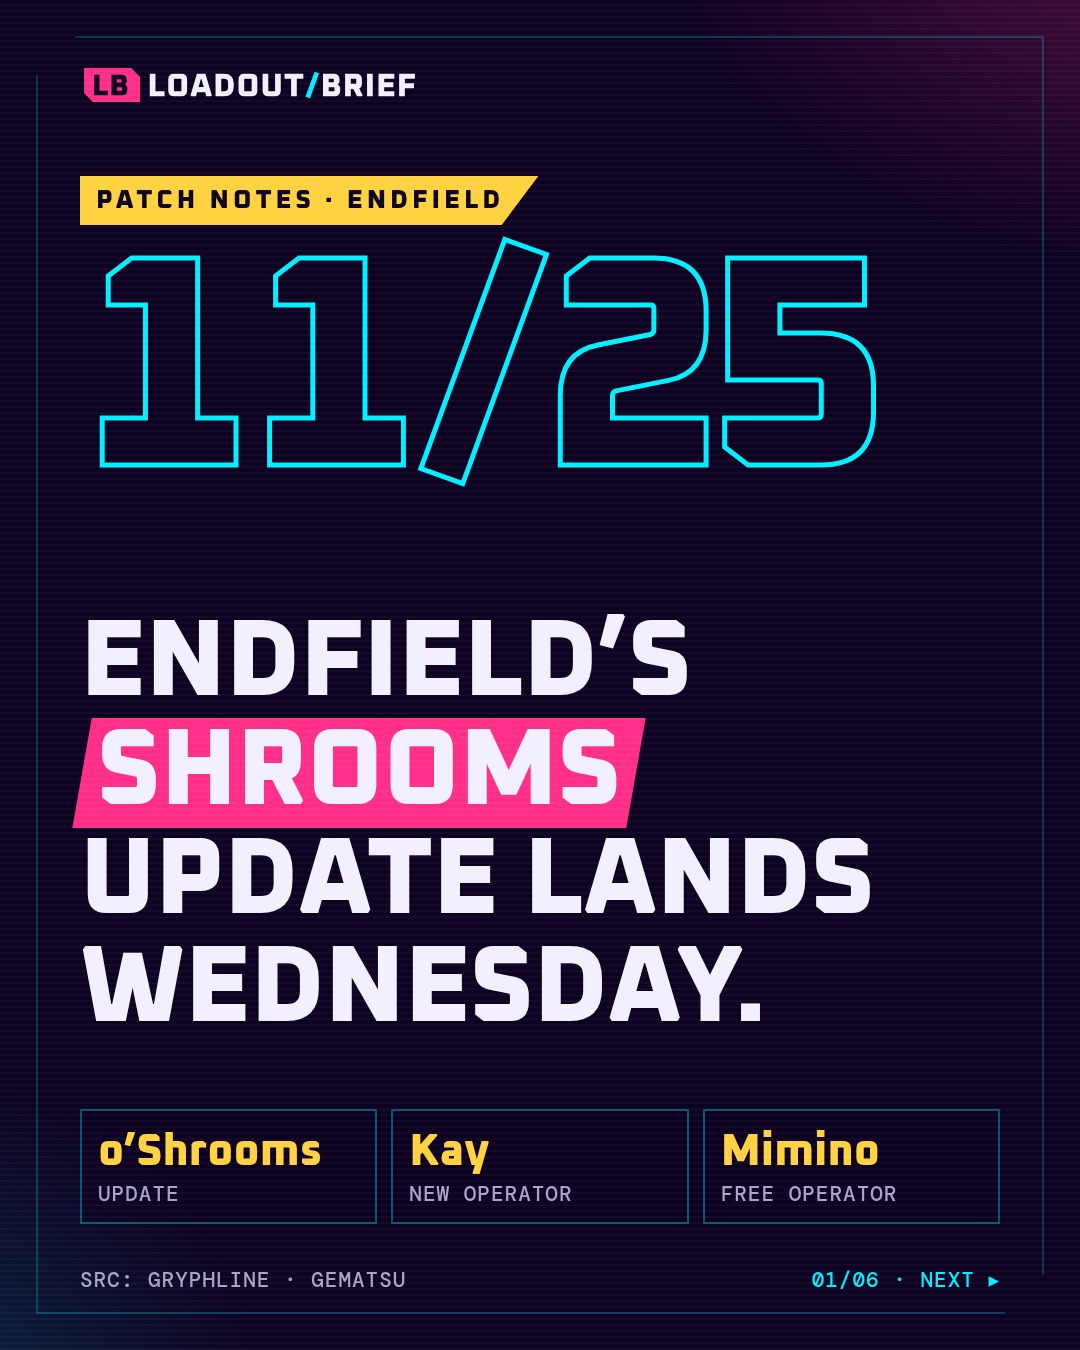 LB LOADOUT/BRIEF
PATCH NOTES · ENDFIELD
11/25
ENDFIELD’S
SHROOMS
UPDATE LANDS
WEDNESDAY.
o’Shrooms
UPDATE
Kay
NEW OPERATOR
Mimino
FREE OPERATOR
SRC: GRYPHLINE · GEMATSU
01/06 · NEXT ▸